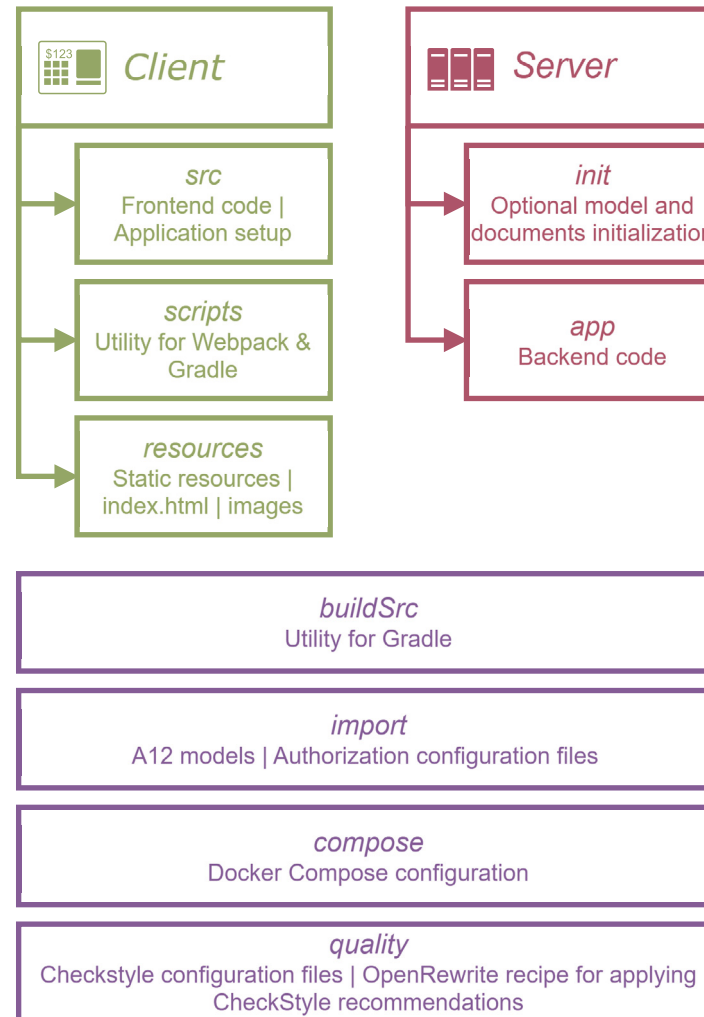 $123
Client
src
Frontend code |
Application setup
scripts
Utility for Webpack &
Gradle
resources
Static resources |
index.html | images
Server
init
Optional model and
documents initialization
app
Backend code
buildSrc
Utility for Gradle
import
A12 models | Authorization configuration files
compose
Docker Compose configuration
quality
Checkstyle configuration files | OpenRewrite recipe for applying
CheckStyle recommendations